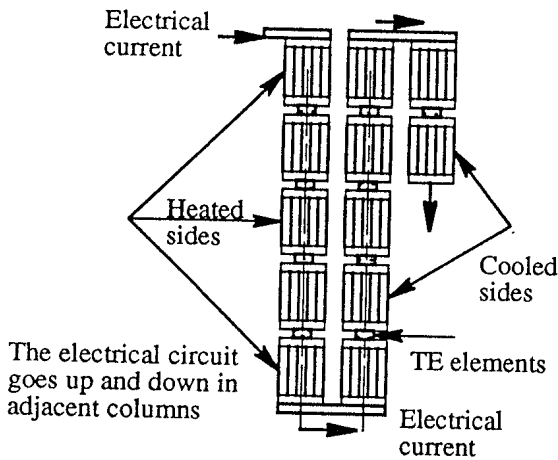 Electrical
current
Heated
sides
Cooled
sides
The electrical circuit
goes up and down in
adjacent columns
TE elements
Electrical
current